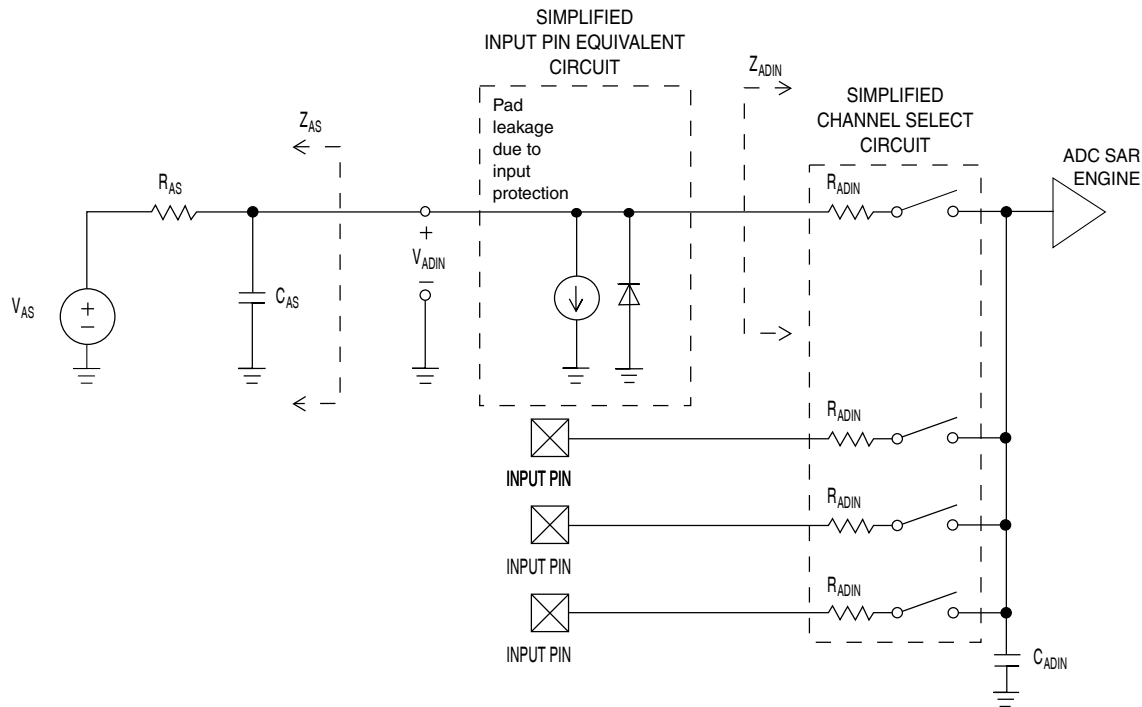 SIMPLIFIED
INPUT PIN EQUIVALENT
CIRCUIT
Z_ADIN
Pad
leakage
due to
input
protection
SIMPLIFIED
CHANNEL SELECT
CIRCUIT
Z_AS
ADC SAR
ENGINE
R_AS
R_ADIN
+
V_ADIN
–
V_AS
+
–
C_AS
R_ADIN
INPUT PIN
R_ADIN
INPUT PIN
R_ADIN
INPUT PIN
C_ADIN